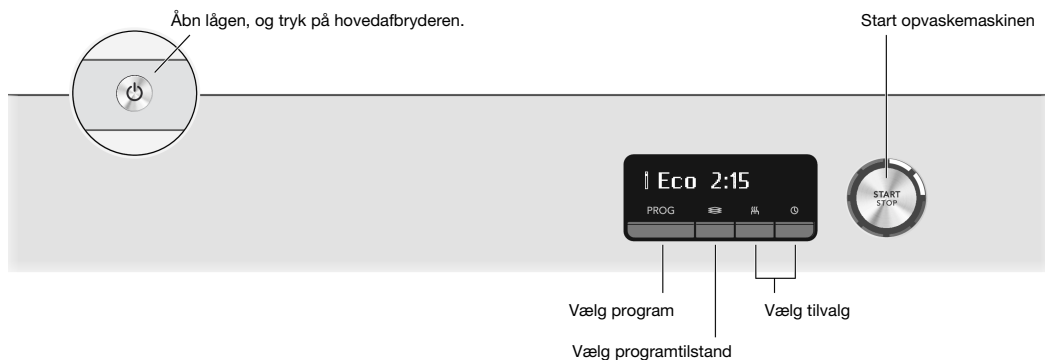 Åbn lågen, og tryk på hovedafbryderen.
Start opvaskemaskinen
Eco 2:15
PROG
START
STOP
Vælg program
Vælg tilvalg
Vælg programtilstand